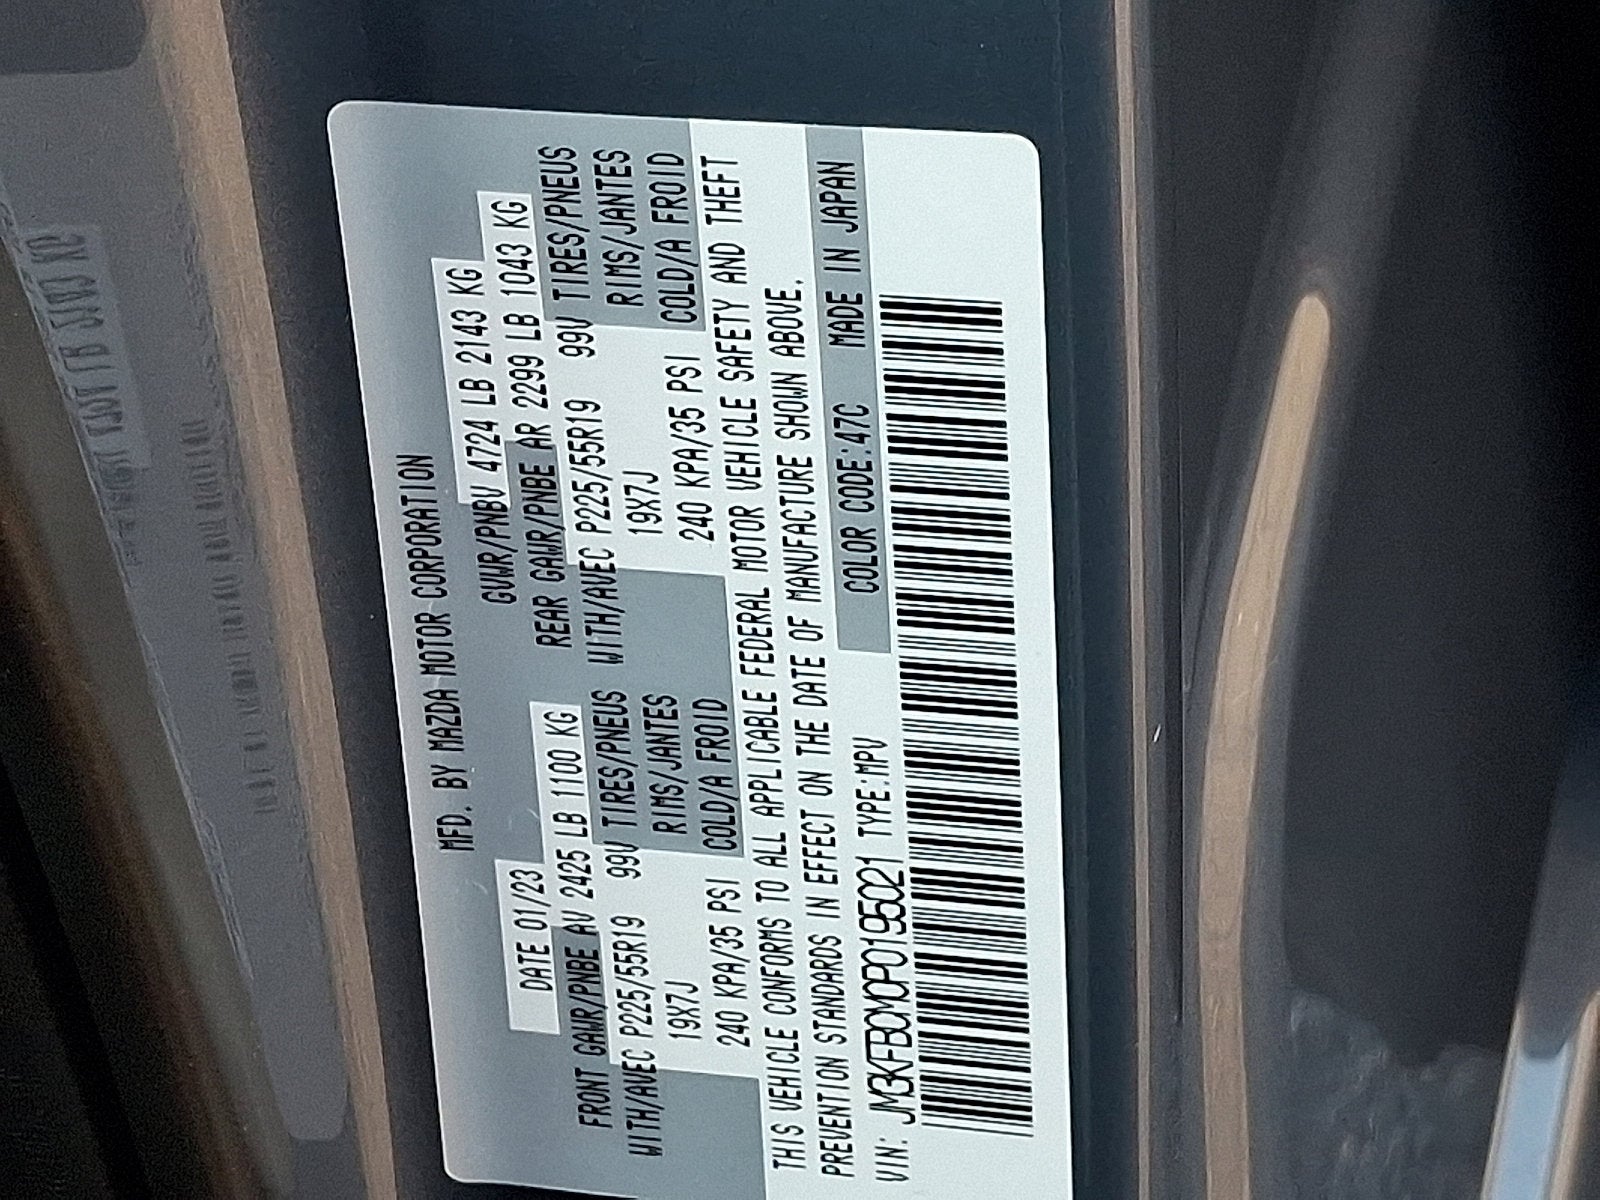 MFD. BY MAZDA MOTOR CORPORATION
DATE 01/23 GVWR/PNBV 4724 LB 2143 KG
FRONT GAWR/PNBE AV 2425 LB 1100 KG REAR GAWR/PNBE AR 2299 LB 1043 KG
WITH/AVEC P225/55R19 99V TIRES/PNEUS WITH/AVEC P225/55R19 99V TIRES/PNEUS
19X7J RIMS/JANTES 19X7J RIMS/JANTES
240 KPA/35 PSI COLD/A FROID 240 KPA/35 PSI COLD/A FROID
THIS VEHICLE CONFORMS TO ALL APPLICABLE FEDERAL MOTOR VEHICLE SAFETY AND THEFT
PREVENTION STANDARDS IN EFFECT ON THE DATE OF MANUFACTURE SHOWN ABOVE.
VIN: JM3KFB0M0P0195021 TYPE:MPV COLOR CODE:47C MADE IN JAPAN